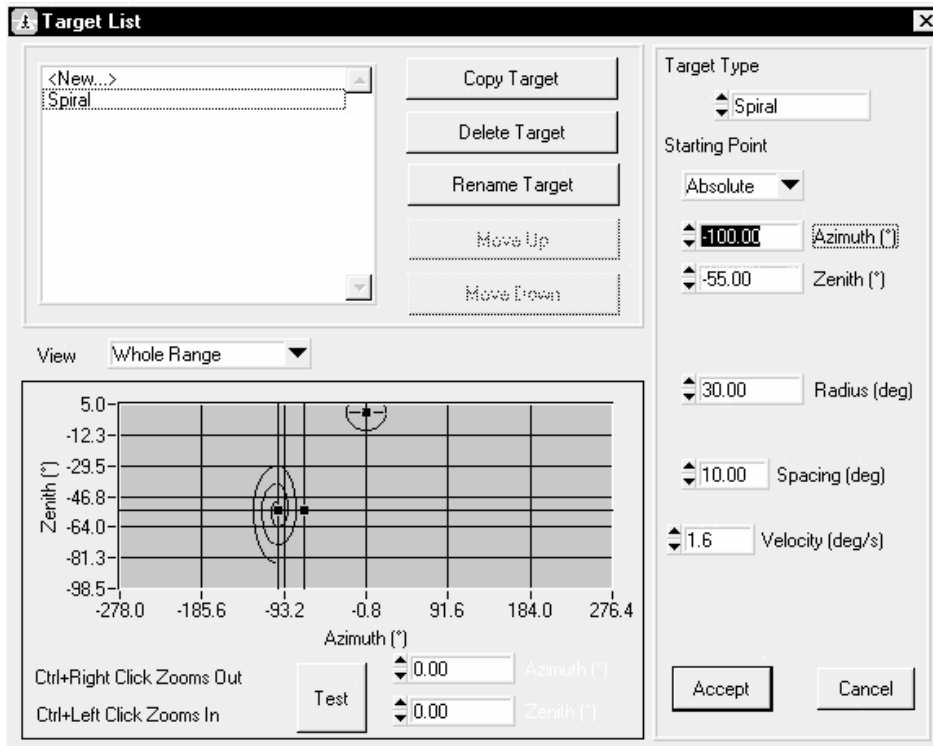 Target List
<New...>
Spiral
Copy Target
Delete Target
Rename Target
Move Up
Move Down
View
Whole Range
5.0
-12.3
-29.5
-46.8
-64.0
-81.3
-98.5
Zenith (°)
-278.0 -185.6 -93.2 -0.8 91.6 184.0 276.4
Azimuth (°)
Ctrl+Right Click Zooms Out
Ctrl+Left Click Zooms In
Test
0.00 Azimuth (°)
0.00 Zenith (°)
Target Type
Spiral
Starting Point
Absolute
-100.00 Azimuth (°)
-55.00 Zenith (°)
30.00 Radius (deg)
10.00 Spacing (deg)
1.6 Velocity (deg/s)
Accept
Cancel